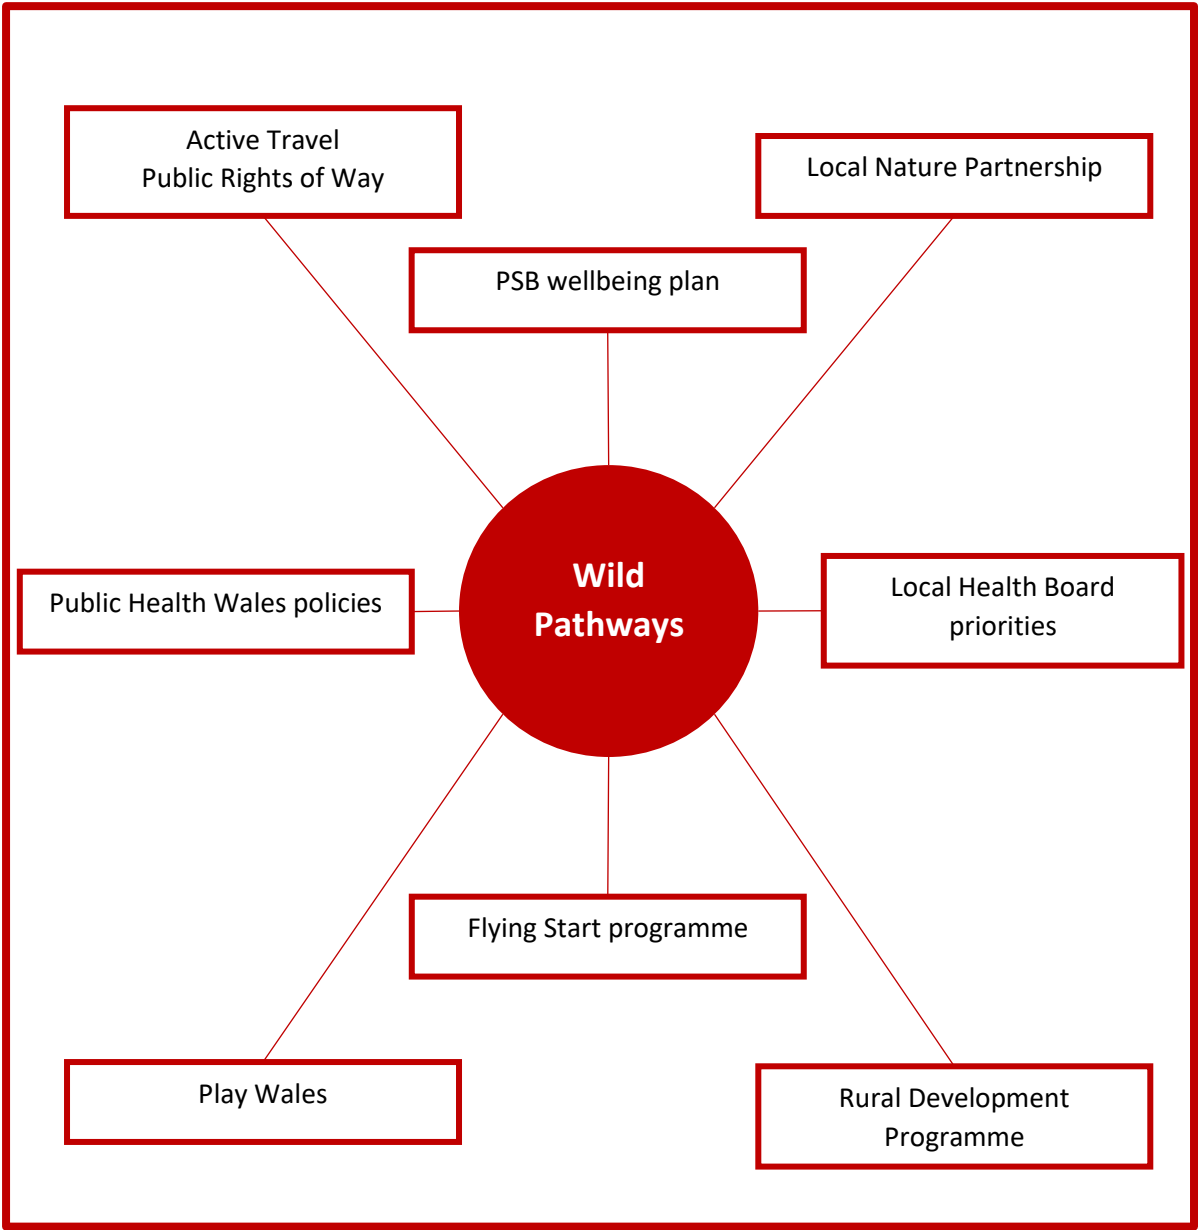 Active Travel
Public Rights of Way
Local Nature Partnership
PSB wellbeing plan
Wild
Pathways
Public Health Wales policies
Local Health Board
priorities
Flying Start programme
Play Wales
Rural Development
Programme